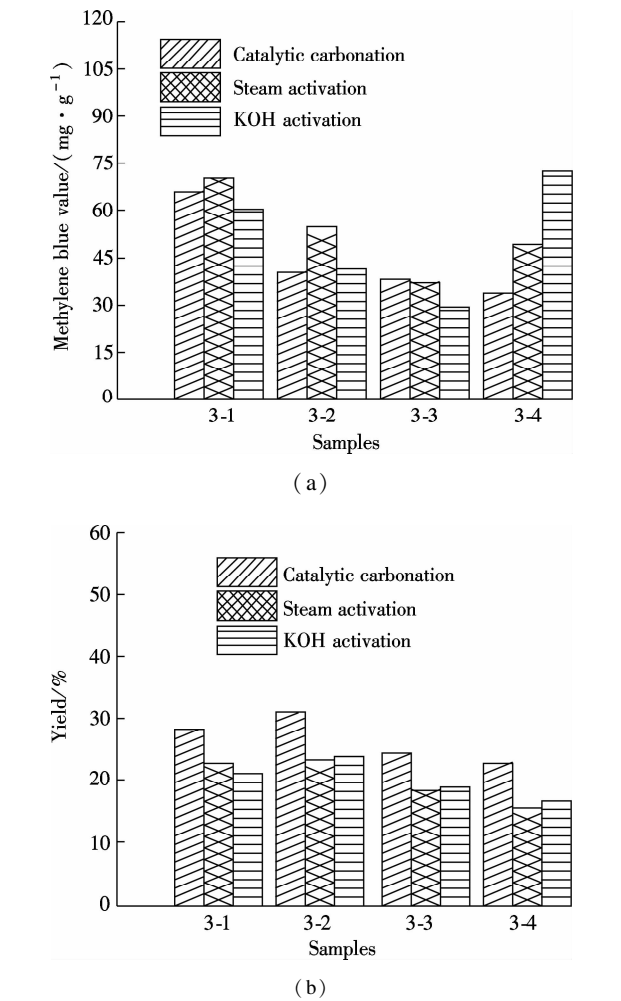 120
105
90
75
60
45
30
15
0
Methylene blue value/(mg·g⁻¹)
Catalytic carbonation
Steam activation
KOH activation
3-1 3-2 3-3 3-4
Samples
(a)
60
50
40
30
20
10
0
Yield/%
Catalytic carbonation
Steam activation
KOH activation
3-1 3-2 3-3 3-4
Samples
(b)